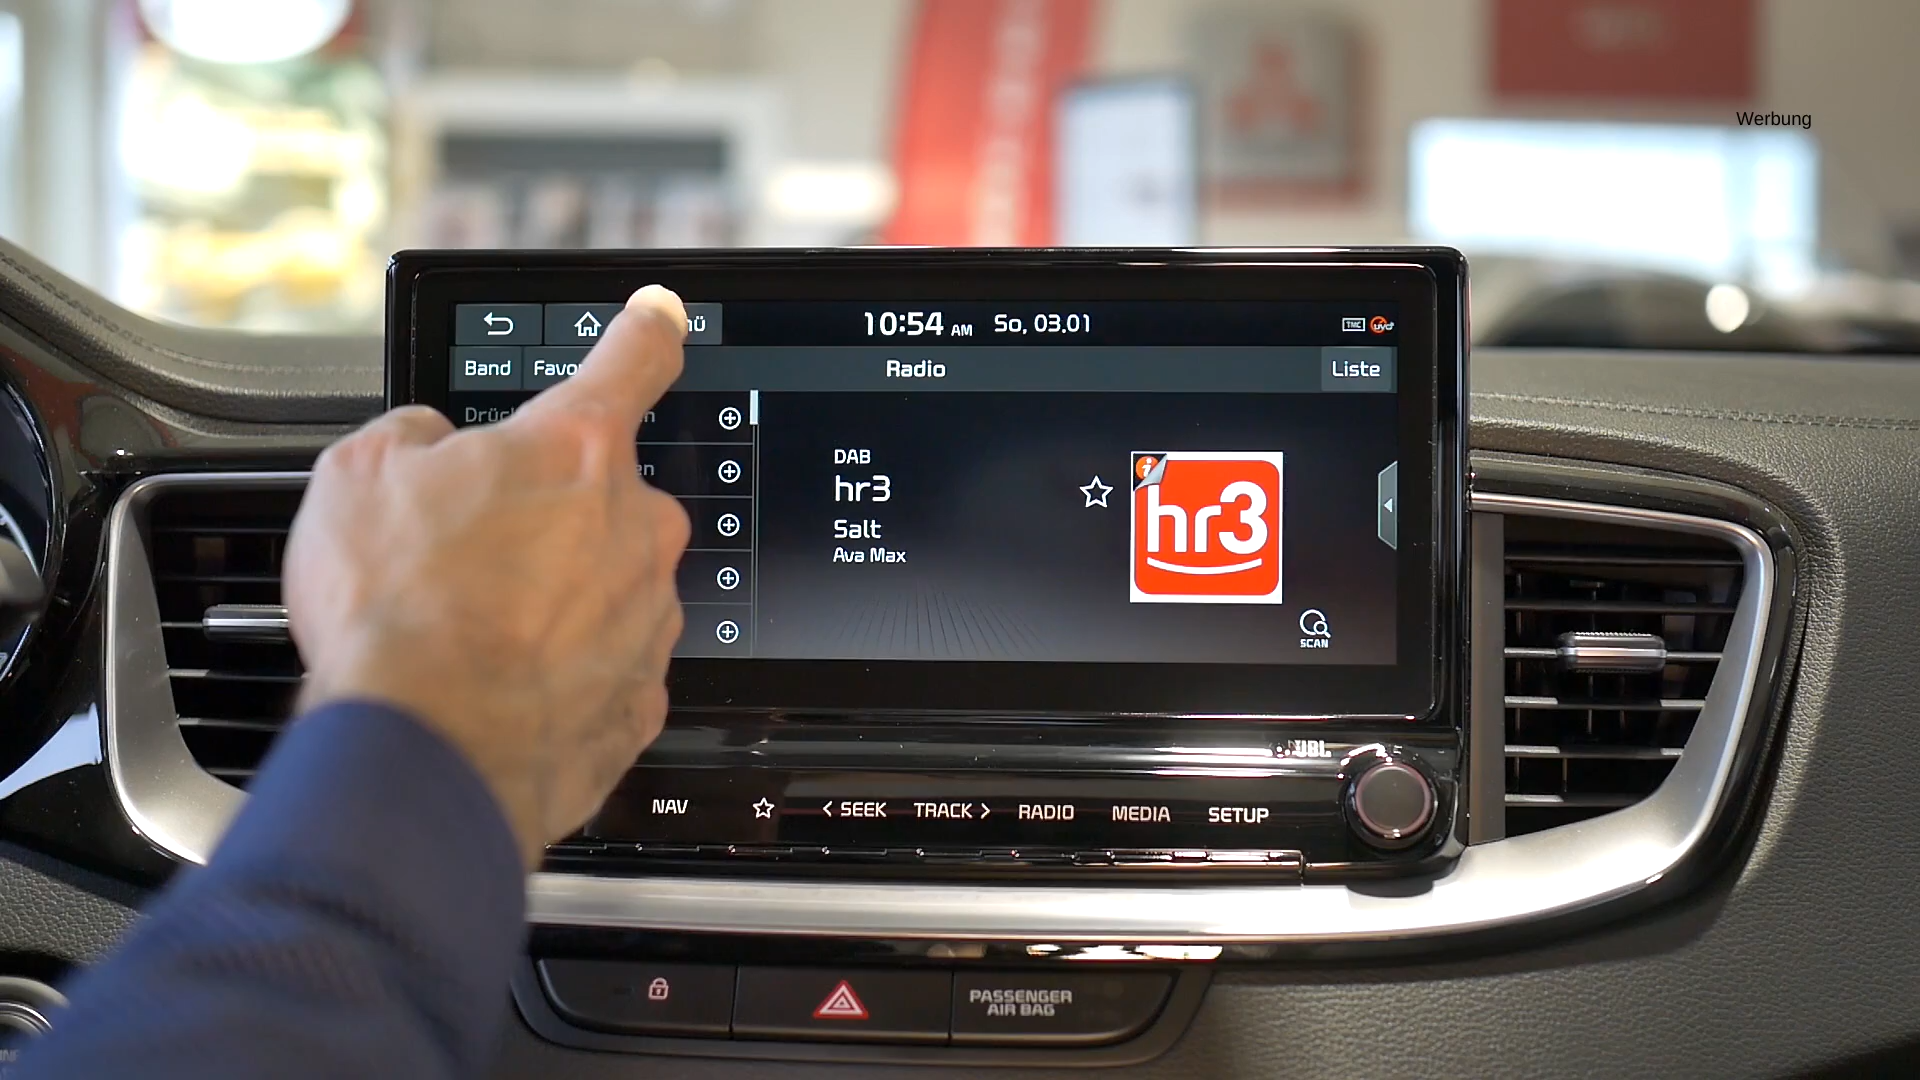 Werbung
10:54 AM So, 03.01
TMC
Band
Radio
Liste
DAB
hr3
Salt
Ava Max
hr3
SCAN
JBL
NAV
SEEK
TRACK
RADIO
MEDIA
SETUP
PASSENGER
AIR BAG